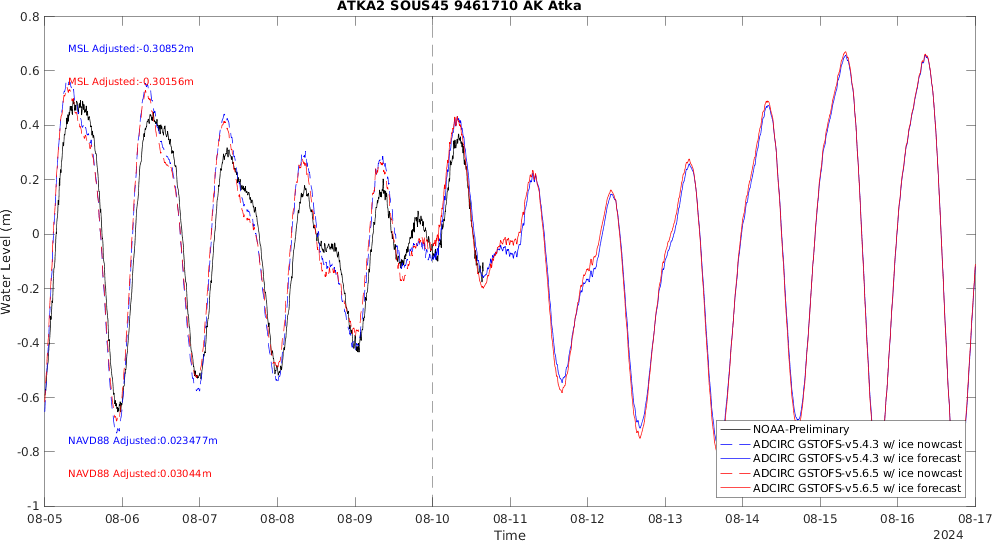 ATKA2 SOUS45 9461710 AK Atka
0.8
0.6
0.4
0.2
0
-0.2
-0.4
-0.6
-0.8
-1
Water Level (m)
MSL Adjusted:-0.30852m
MSL Adjusted:-0.30156m
NAVD88 Adjusted:0.023477m
NAVD88 Adjusted:0.03044m
NOAA-Preliminary
ADCIRC GSTOFS-v5.4.3 w/ ice nowcast
ADCIRC GSTOFS-v5.4.3 w/ ice forecast
ADCIRC GSTOFS-v5.6.5 w/ ice nowcast
ADCIRC GSTOFS-v5.6.5 w/ ice forecast
08-05 08-06 08-07 08-08 08-09 08-10 08-11 08-12 08-13 08-14 08-15 08-16 08-17
Time
2024